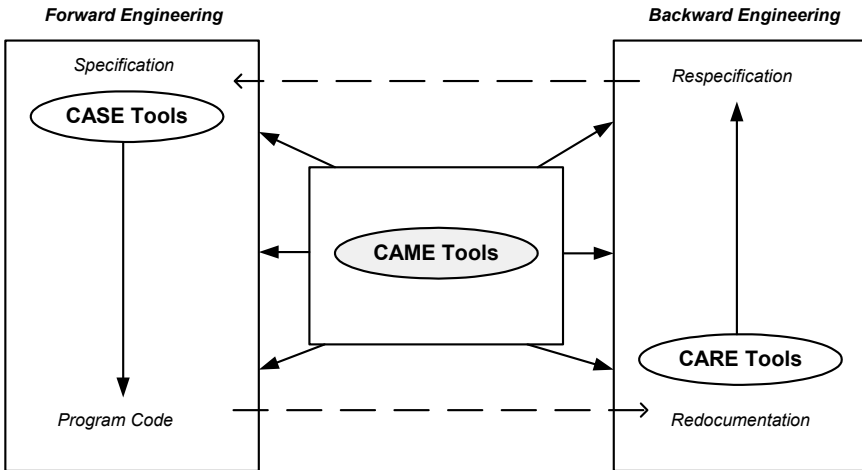 Forward Engineering
Backward Engineering
Specification
Respecification
CASE Tools
CAME Tools
CARE Tools
Program Code
Redocumentation